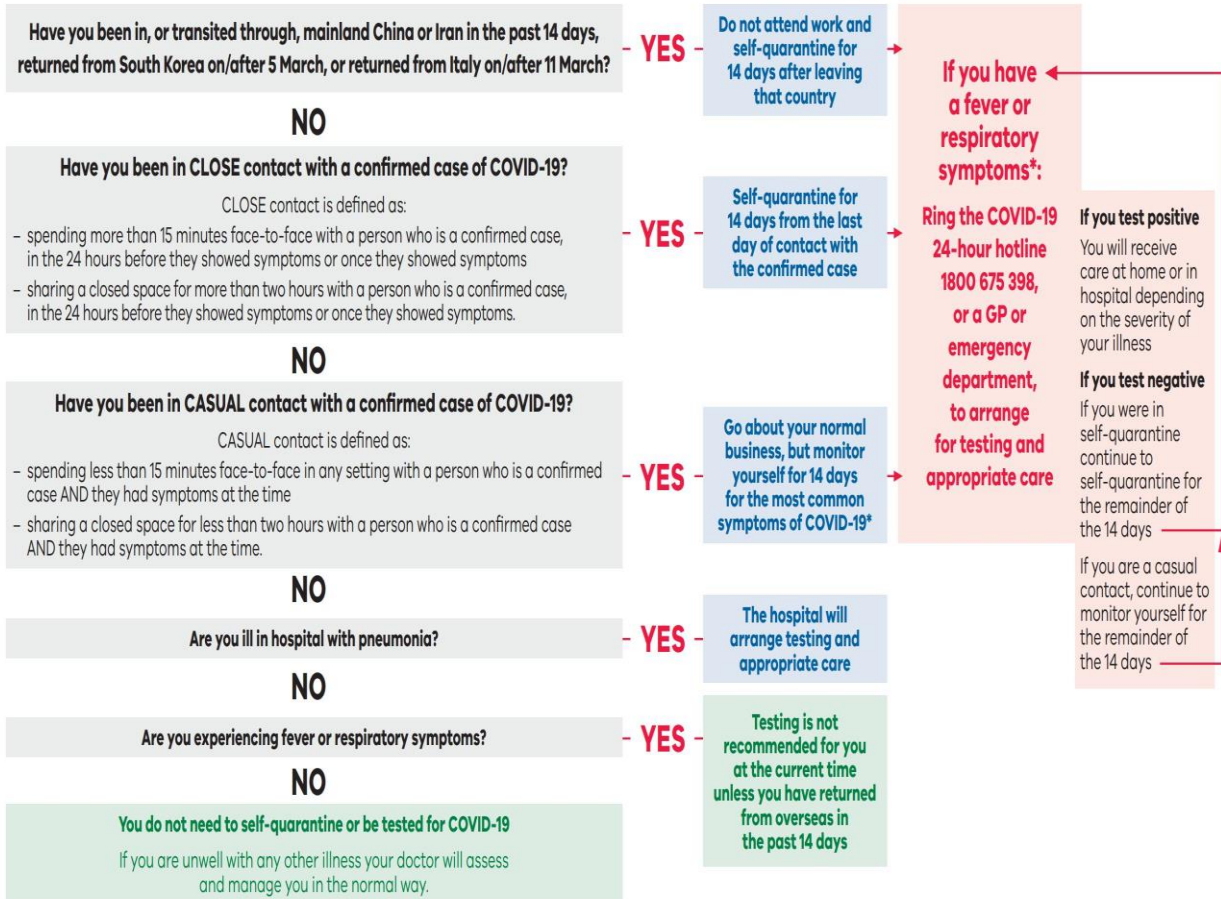 Have you been in, or transited through, mainland China or Iran in the past 14 days,
returned from South Korea on/after 5 March, or returned from Italy on/after 11 March?
YES
Do not attend work and
self-quarantine for
14 days after leaving
that country
NO
Have you been in CLOSE contact with a confirmed case of COVID-19?
CLOSE contact is defined as:
– spending more than 15 minutes face-to-face with a person who is a confirmed case,
in the 24 hours before they showed symptoms or once they showed symptoms
– sharing a closed space for more than two hours with a person who is a confirmed case,
in the 24 hours before they showed symptoms or once they showed symptoms.
YES
Self-quarantine for
14 days from the last
day of contact with
the confirmed case
NO
Have you been in CASUAL contact with a confirmed case of COVID-19?
CASUAL contact is defined as:
– spending less than 15 minutes face-to-face in any setting with a person who is a confirmed
case AND they had symptoms at the time
– sharing a closed space for less than two hours with a person who is a confirmed case
AND they had symptoms at the time.
YES
Go about your normal
business, but monitor
yourself for 14 days
for the most common
symptoms of COVID-19*
If you have
a fever or
respiratory
symptoms*:
Ring the COVID-19
24-hour hotline
1800 675 398,
or a GP or
emergency
department,
to arrange
for testing and
appropriate care
If you test positive
You will receive
care at home or in
hospital depending
on the severity of
your illness
If you test negative
If you were in
self-quarantine
continue to
self-quarantine for
the remainder of
the 14 days
If you are a casual
contact, continue to
monitor yourself for
the remainder of
the 14 days
NO
Are you ill in hospital with pneumonia?
YES
The hospital will
arrange testing and
appropriate care
NO
Are you experiencing fever or respiratory symptoms?
YES
Testing is not
recommended for you
at the current time
unless you have returned
from overseas in
the past 14 days
NO
You do not need to self-quarantine or be tested for COVID-19
If you are unwell with any other illness your doctor will assess
and manage you in the normal way.